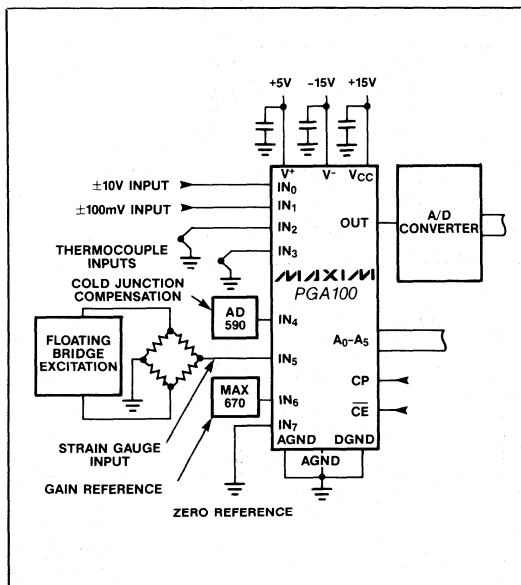 +5V -15V +15V
V+ V- VCC
±10V INPUT IN0
±100mV INPUT IN1
IN2
OUT
A/D
CONVERTER
THERMOCOUPLE
INPUTS
IN3
COLD JUNCTION
COMPENSATION
MAXIM
PGA100
AD
590
IN4
FLOATING
BRIDGE
EXCITATION
A0–A5
IN5
CP
MAX
670
IN6
CE
IN7
STRAIN GAUGE
INPUT
AGND DGND
AGND
GAIN REFERENCE
ZERO REFERENCE